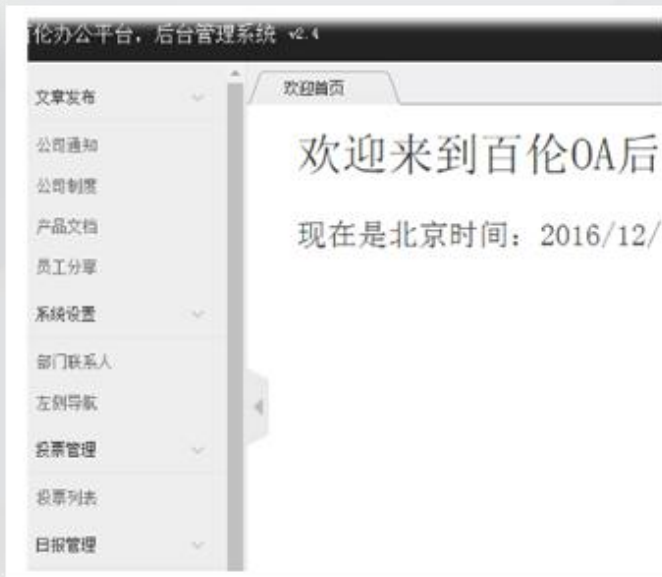 百伦办公平台，后台管理系统 v2.4
文章发布
公司通知
公司制度
产品文档
员工分享
系统设置
部门联系人
左侧导航
投票管理
投票列表
日报管理
欢迎首页
欢迎来到百伦OA后
现在是北京时间：2016/12/